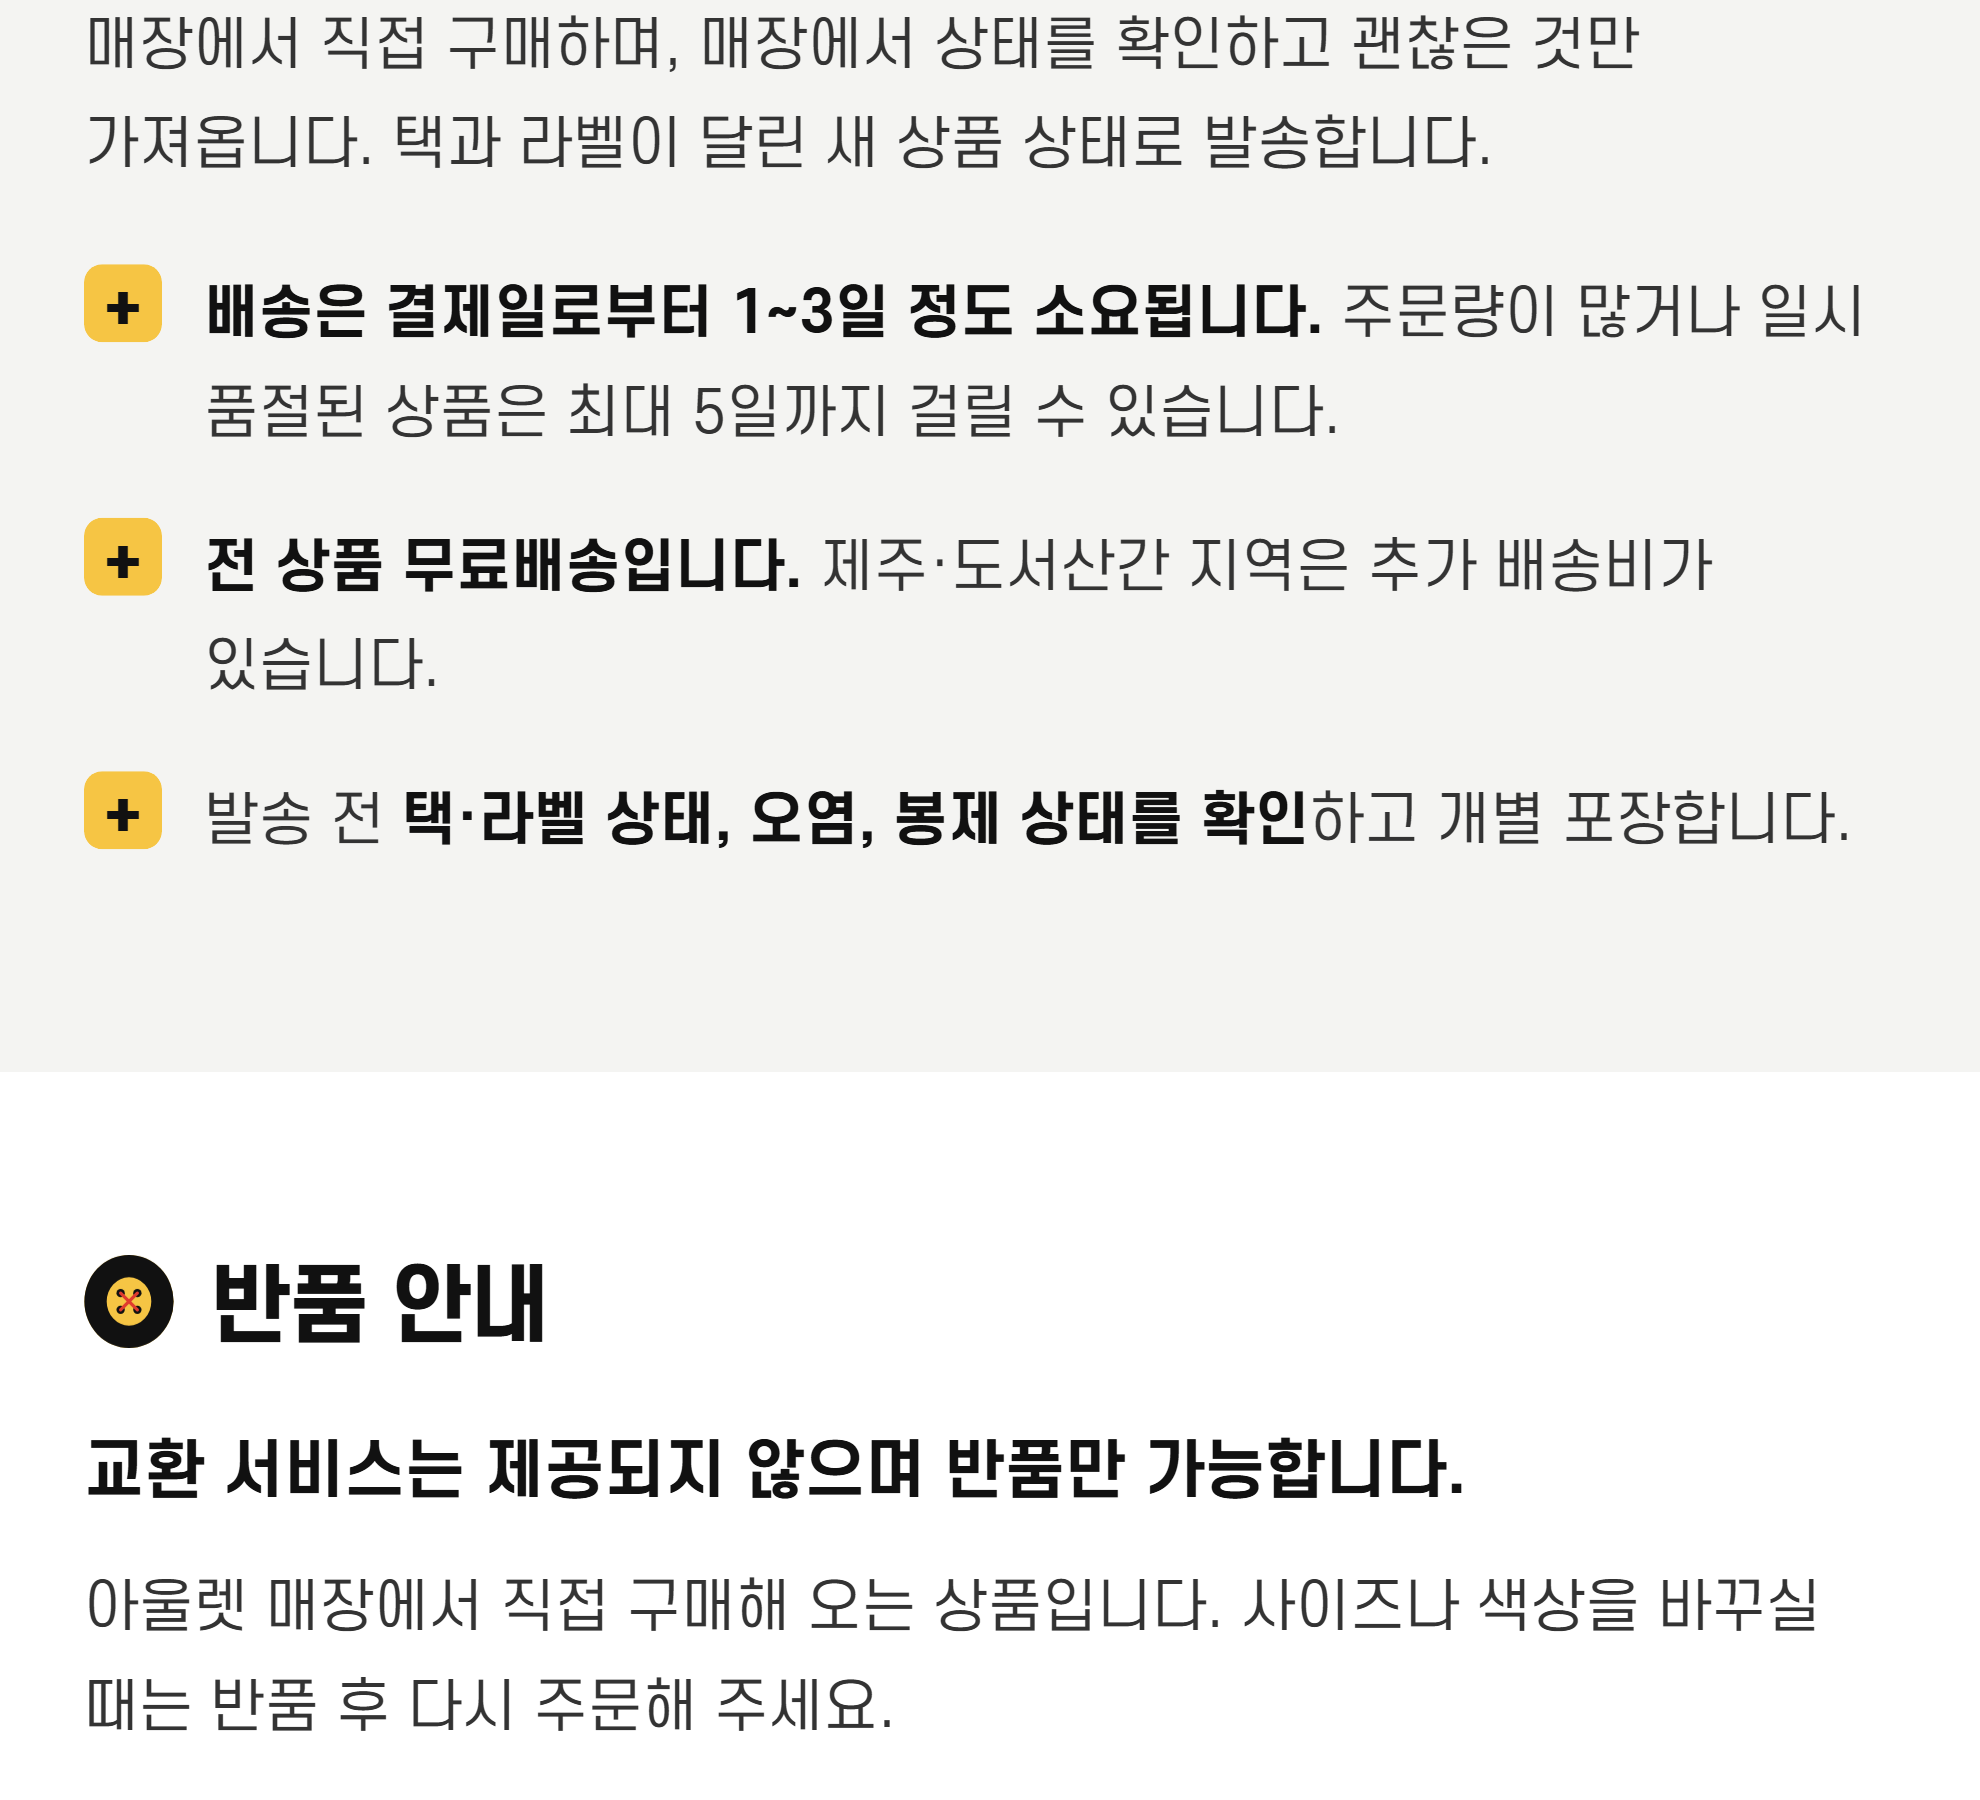 매장에서 직접 구매하며, 매장에서 상태를 확인하고 괜찮은 것만
가져옵니다. 택과 라벨이 달린 새 상품 상태로 발송합니다.
+ 배송은 결제일로부터 1~3일 정도 소요됩니다. 주문량이 많거나 일시
품절된 상품은 최대 5일까지 걸릴 수 있습니다.
+ 전 상품 무료배송입니다. 제주·도서산간 지역은 추가 배송비가
있습니다.
+ 발송 전 택·라벨 상태, 오염, 봉제 상태를 확인하고 개별 포장합니다.
반품 안내
교환 서비스는 제공되지 않으며 반품만 가능합니다.
아울렛 매장에서 직접 구매해 오는 상품입니다. 사이즈나 색상을 바꾸실
때는 반품 후 다시 주문해 주세요.